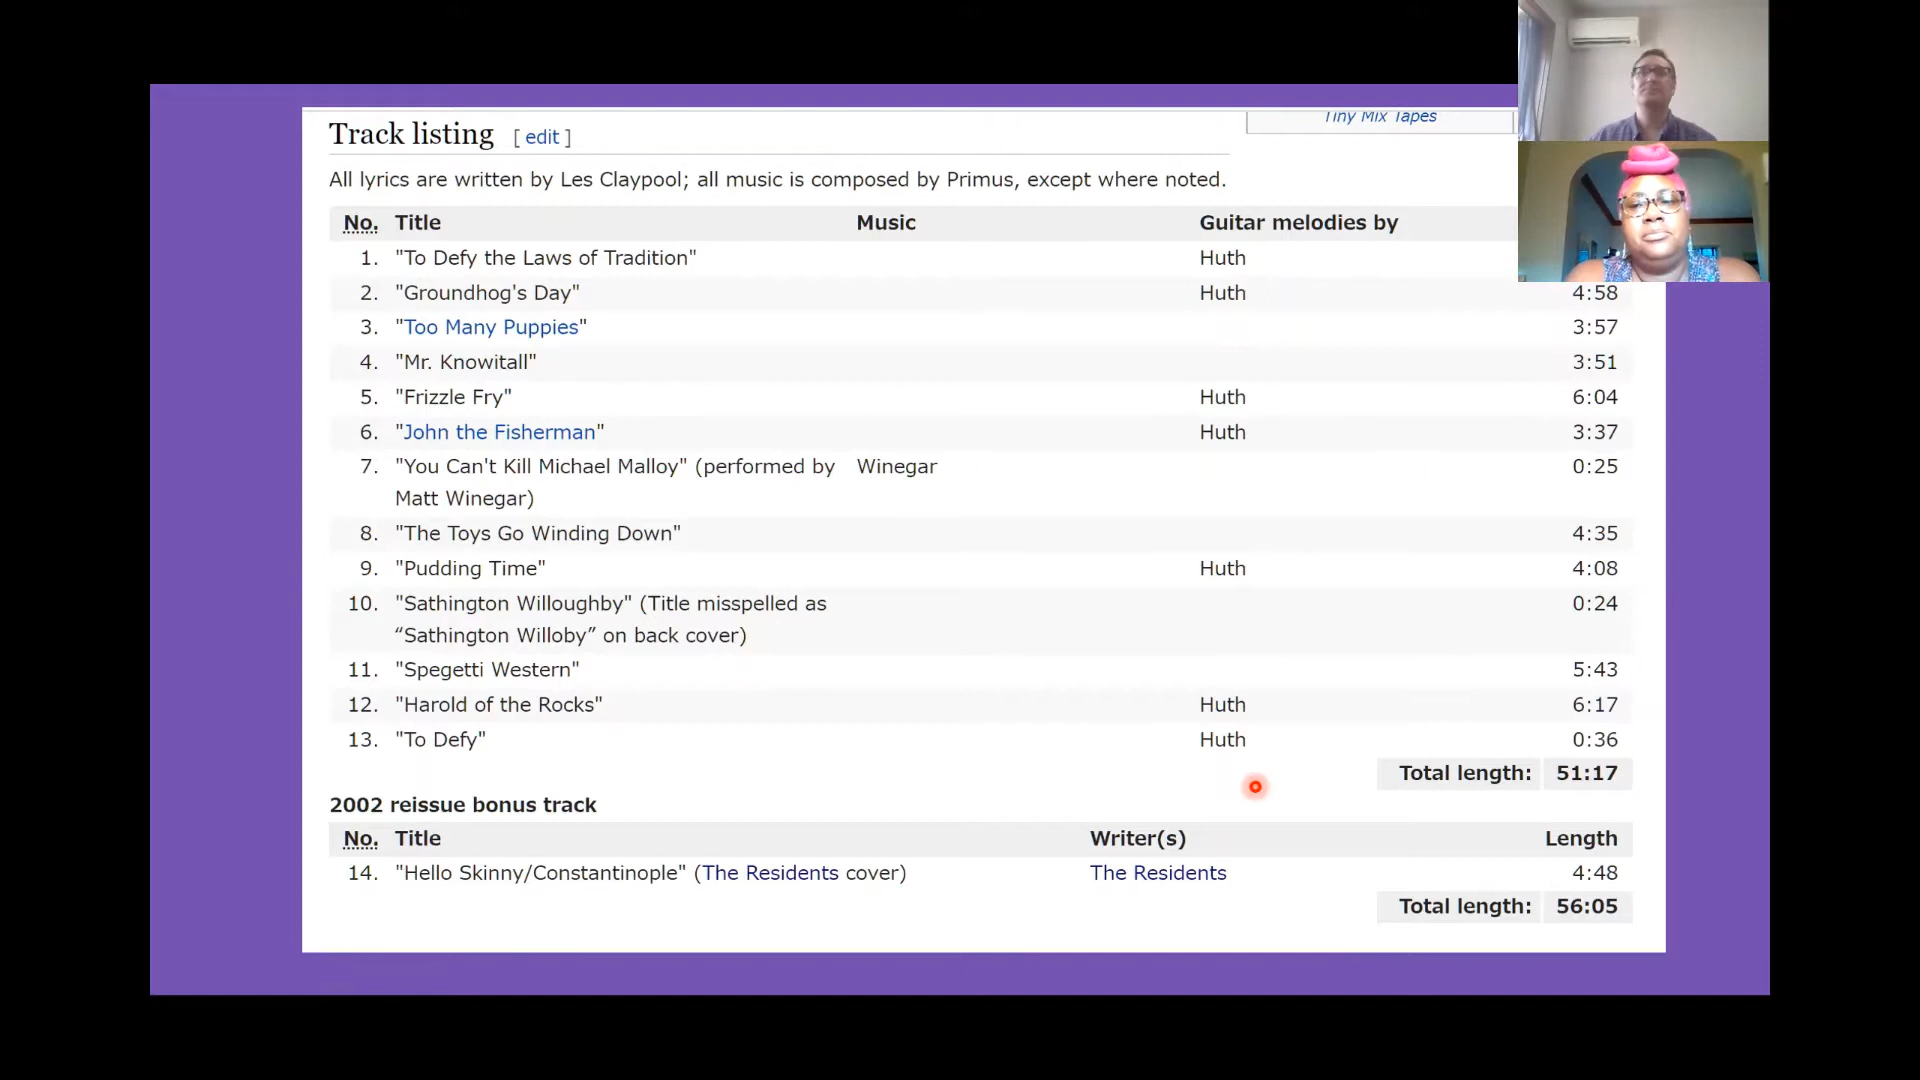 Tiny Mix Tapes
Track listing [ edit ]
All lyrics are written by Les Claypool; all music is composed by Primus, except where noted.
No. Title Music Guitar melodies by
1. "To Defy the Laws of Tradition" Huth
2. "Groundhog's Day" Huth 4:58
3. "Too Many Puppies" 3:57
4. "Mr. Knowitall" 3:51
5. "Frizzle Fry" Huth 6:04
6. "John the Fisherman" Huth 3:37
7. "You Can't Kill Michael Malloy" (performed by Winegar 0:25
Matt Winegar)
8. "The Toys Go Winding Down" 4:35
9. "Pudding Time" Huth 4:08
10. "Sathington Willoughby" (Title misspelled as 0:24
“Sathington Willoby” on back cover)
11. "Spegetti Western" 5:43
12. "Harold of the Rocks" Huth 6:17
13. "To Defy" Huth 0:36
Total length: 51:17
2002 reissue bonus track
No. Title Writer(s) Length
14. "Hello Skinny/Constantinople" (The Residents cover) The Residents 4:48
Total length: 56:05